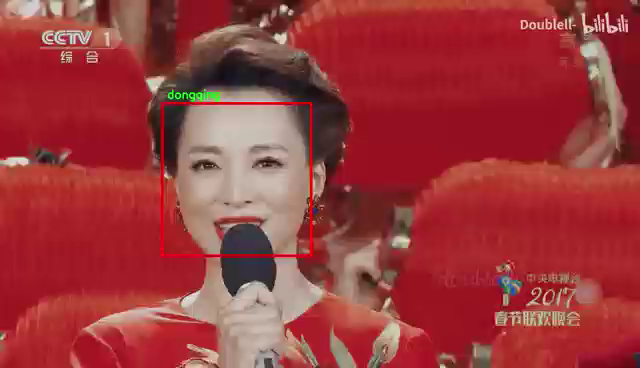 CCTV 1
综合
Doublell- bilibili
dongqing
中央电视台
2017
春节联欢晚会